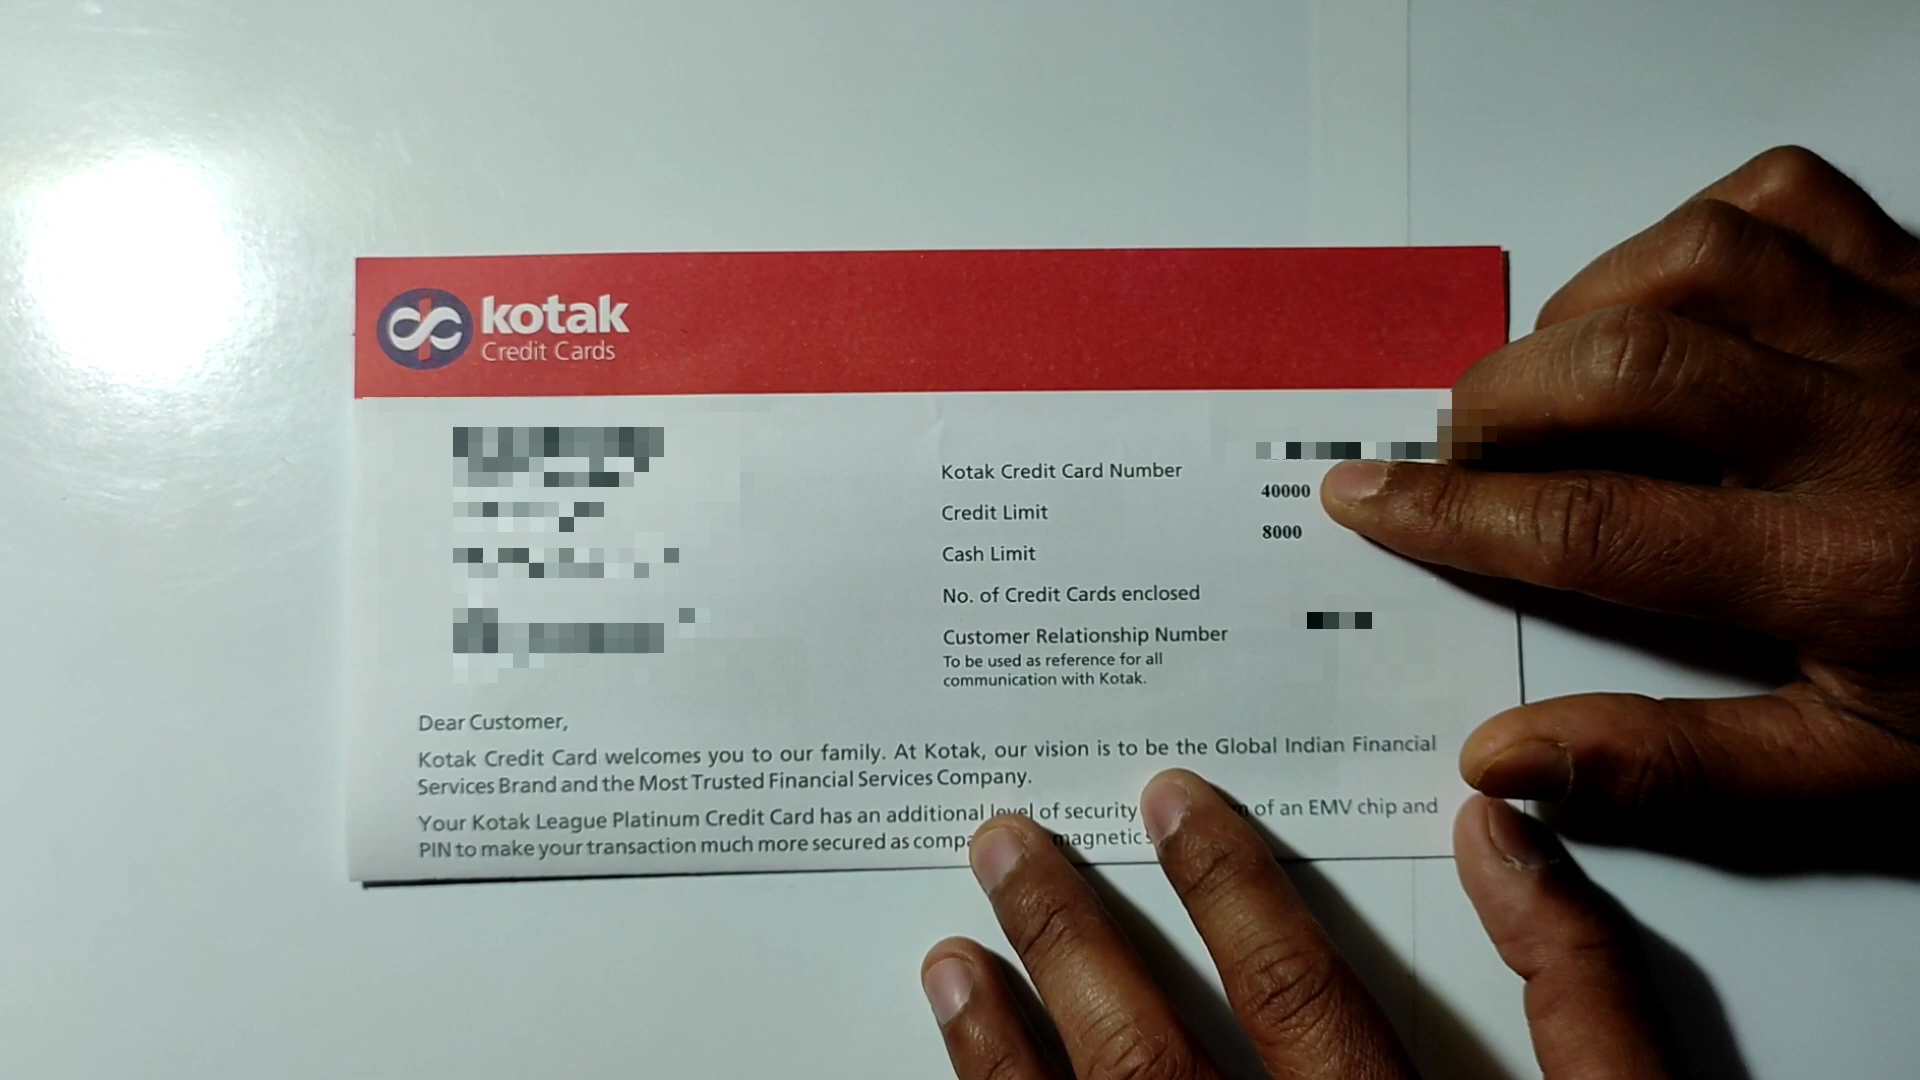 kotak
Credit Cards
Kotak Credit Card Number
40000
Credit Limit
8000
Cash Limit
No. of Credit Cards enclosed
Customer Relationship Number
To be used as reference for all
communication with Kotak.
Dear Customer,
Kotak Credit Card welcomes you to our family. At Kotak, our vision is to be the Global Indian Financial
Services Brand and the Most Trusted Financial Services Company.
Your Kotak League Platinum Credit Card has an additional level of security of an EMV chip and
PIN to make your transaction much more secured as magnetic